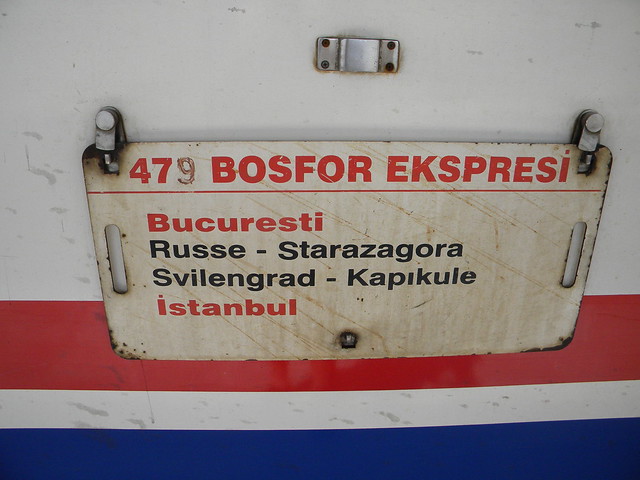 479 BOSFOR EKSPRESİ
Bucuresti
Russe - Starazagora
Svilengrad - Kapıkule
İstanbul